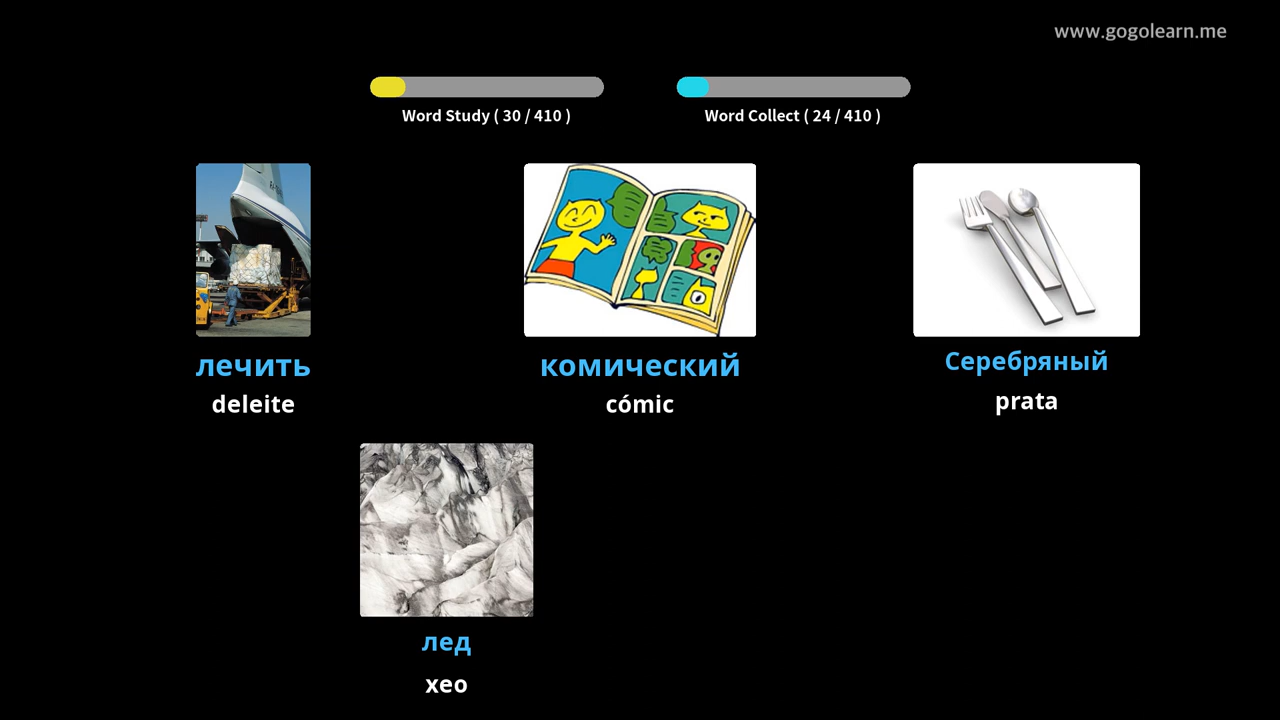 www.gogolearn.me
Word Study ( 30 / 410 )
Word Collect ( 24 / 410 )
лечить
deleite
комический
cómic
Серебряный
prata
лед
xeo